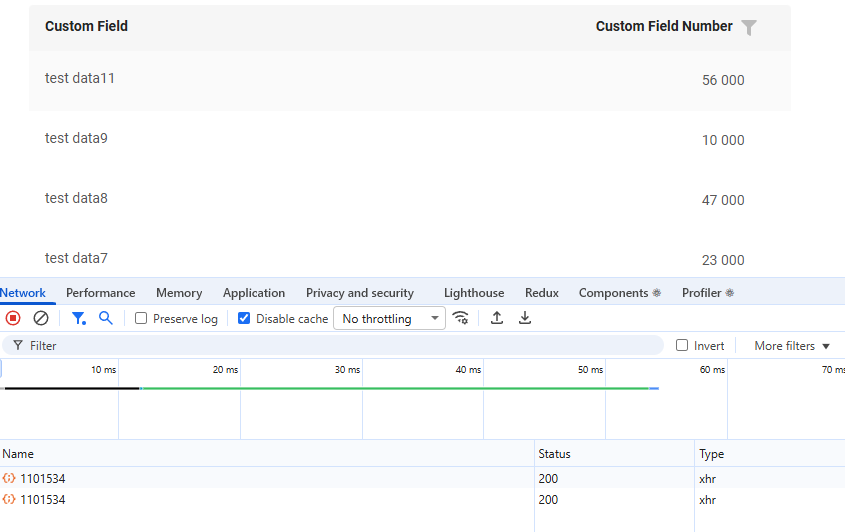 Custom Field Custom Field Number
test data11 56 000
test data9 10 000
test data8 47 000
test data7 23 000
Network Performance Memory Application Privacy and security Lighthouse Redux Components Profiler
Preserve log Disable cache No throttling
Filter Invert More filters
10 ms 20 ms 30 ms 40 ms 50 ms 60 ms 70 ms
Name Status Type
1101534 200 xhr
1101534 200 xhr